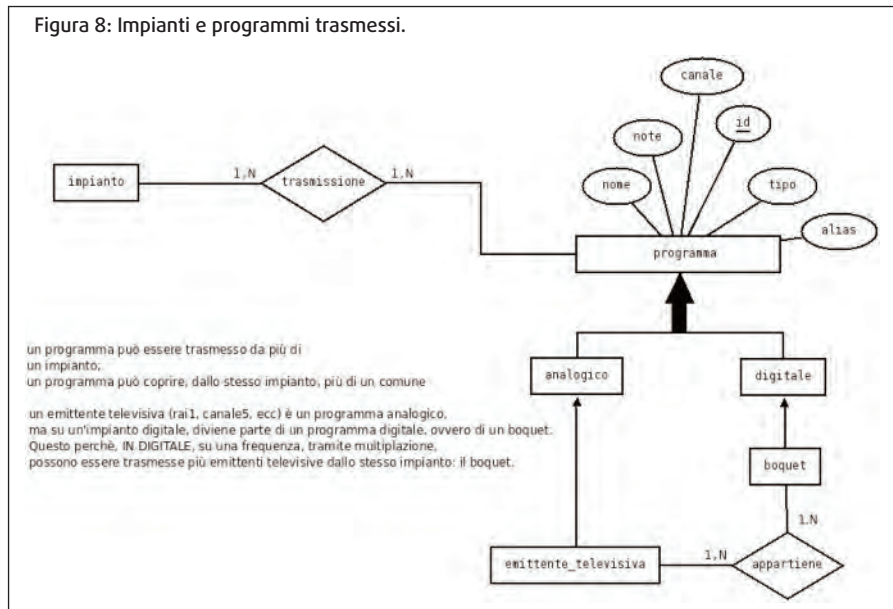 Figura 8: Impianti e programmi trasmessi.
canale
id
note
nome
tipo
alias
impianto
1,N
trasmissione
1,N
programma
un programma può essere trasmesso da più di
un impianto,
un programma può coprire, dallo stesso impianto, più di un comune
un emittente televisiva (rai1, canale5, ecc) è un programma analogico,
ma su un'impianto digitale, diviene parte di un programma digitale, ovvero di un boquet.
Questo perchè, IN DIGITALE, su una frequenza, tramite multiplazione,
possono essere trasmesse più emittenti televisive dallo stesso impianto: il boquet.
analogico
digitale
boquet
1,N
emittente_televisiva
1,N
appartiene